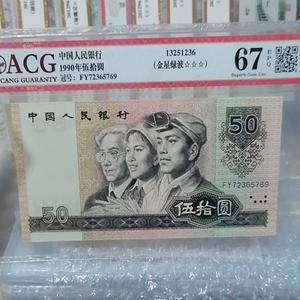 ACG
CANG GUARANTY
中国人民银行
1990年伍拾圆
冠号: FY72365769
13251236
(金星绿波☆☆☆)
67 EPQ
Superb Gem Unc
中国人民银行
50
FY72365769
50
伍拾圆